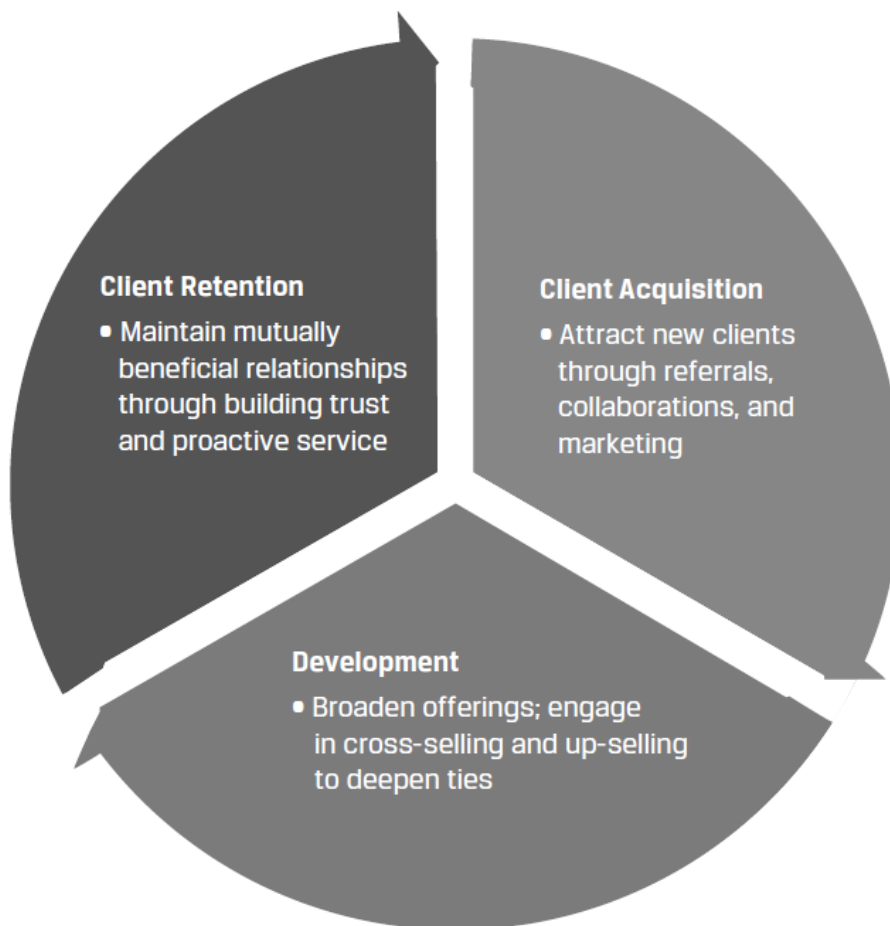 Client Retention
• Maintain mutually
beneficial relationships
through building trust
and proactive service
Client Acquisition
• Attract new clients
through referrals,
collaborations, and
marketing
Development
• Broaden offerings; engage
in cross-selling and up-selling
to deepen ties